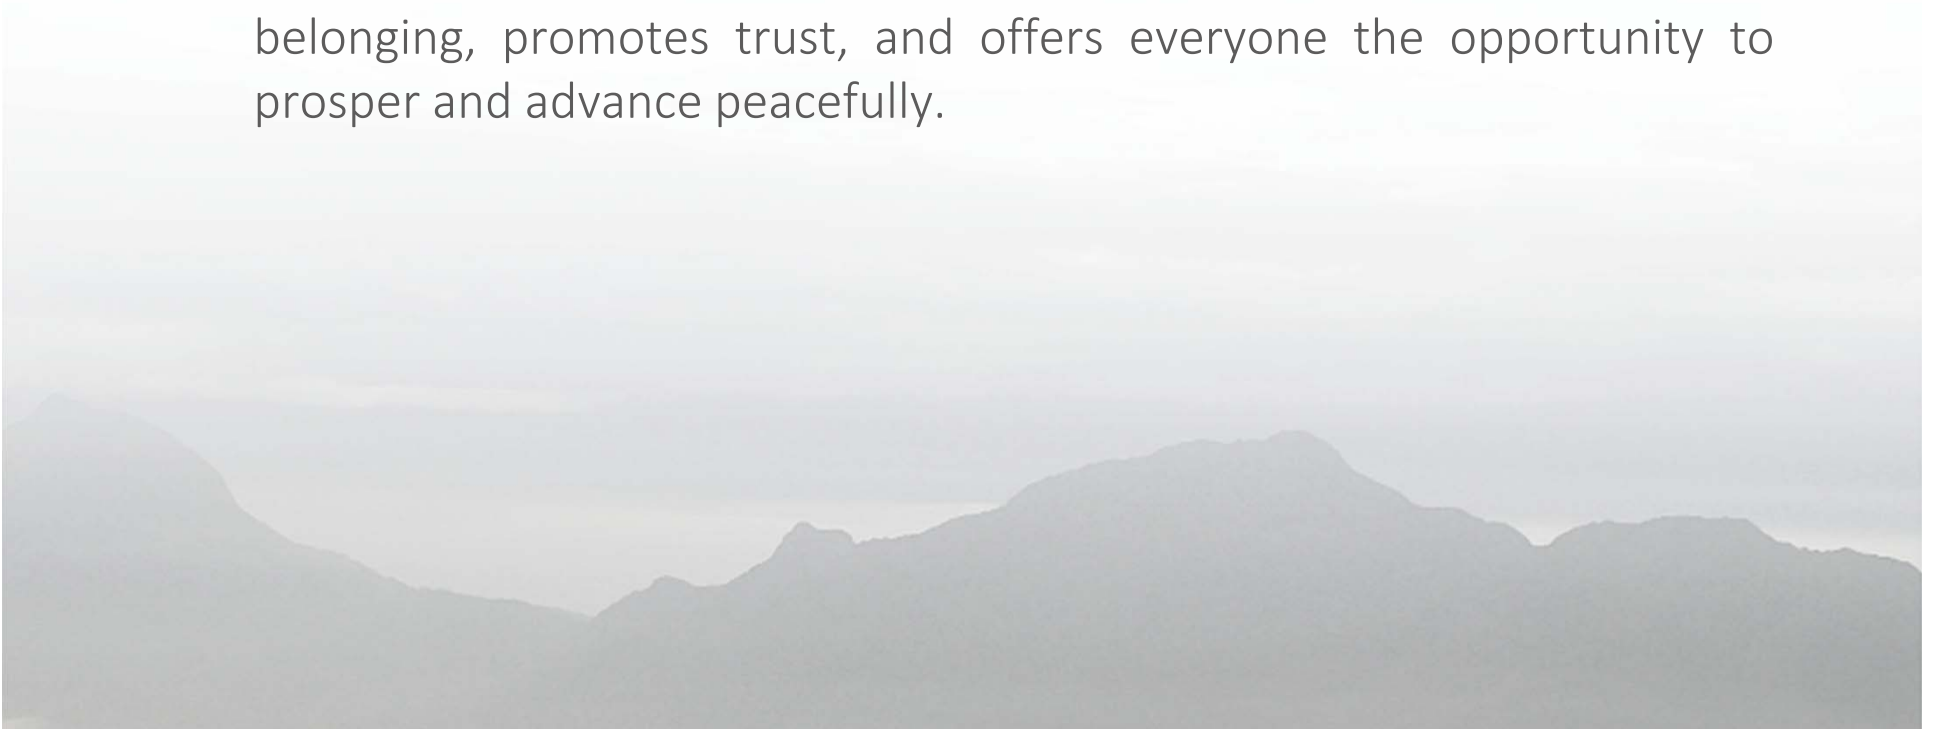 belonging, promotes trust, and offers everyone the opportunity to
prosper and advance peacefully.